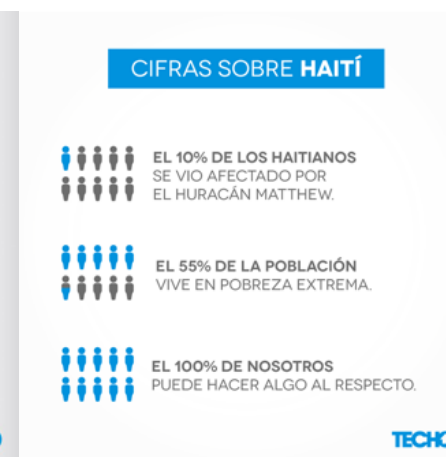 CIFRAS SOBRE HAITÍ
EL 10% DE LOS HAITIANOS
SE VIO AFECTADO POR
EL HURACÁN MATTHEW.
EL 55% DE LA POBLACIÓN
VIVE EN POBREZA EXTREMA.
EL 100% DE NOSOTROS
PUEDE HACER ALGO AL RESPECTO.
TECHO